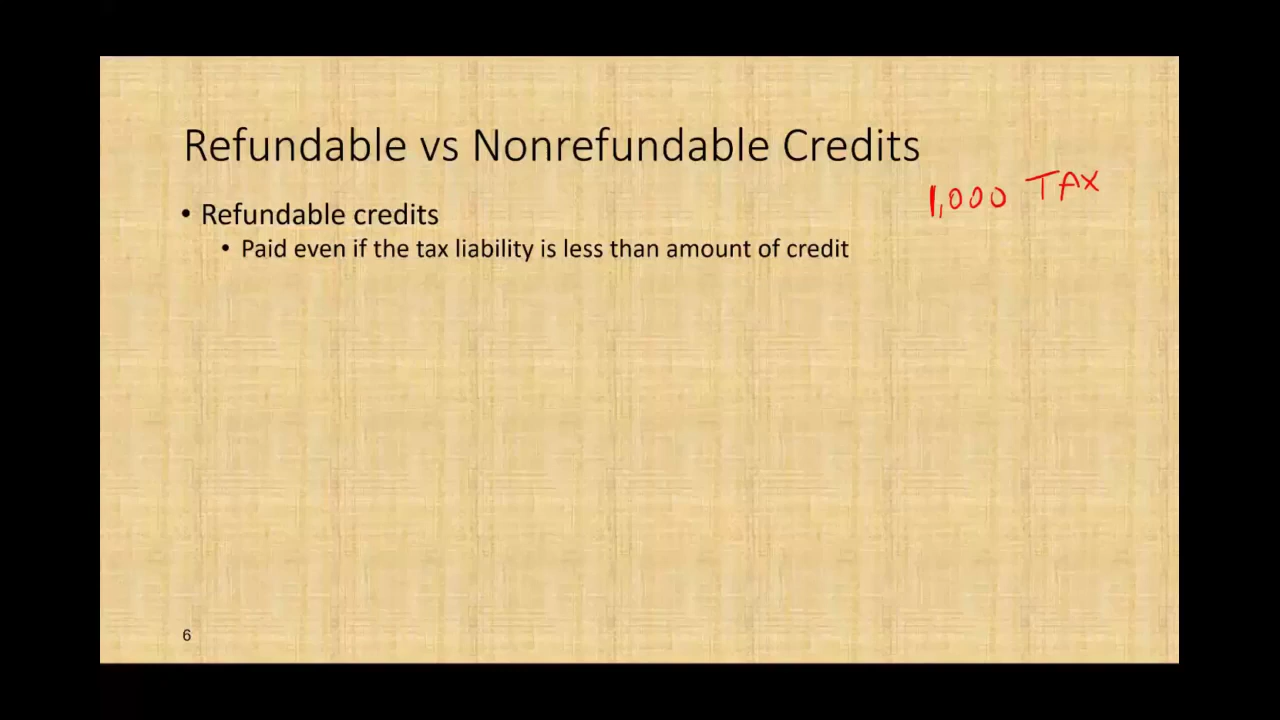 Refundable vs Nonrefundable Credits
1,000 TAX
• Refundable credits
• Paid even if the tax liability is less than amount of credit
6